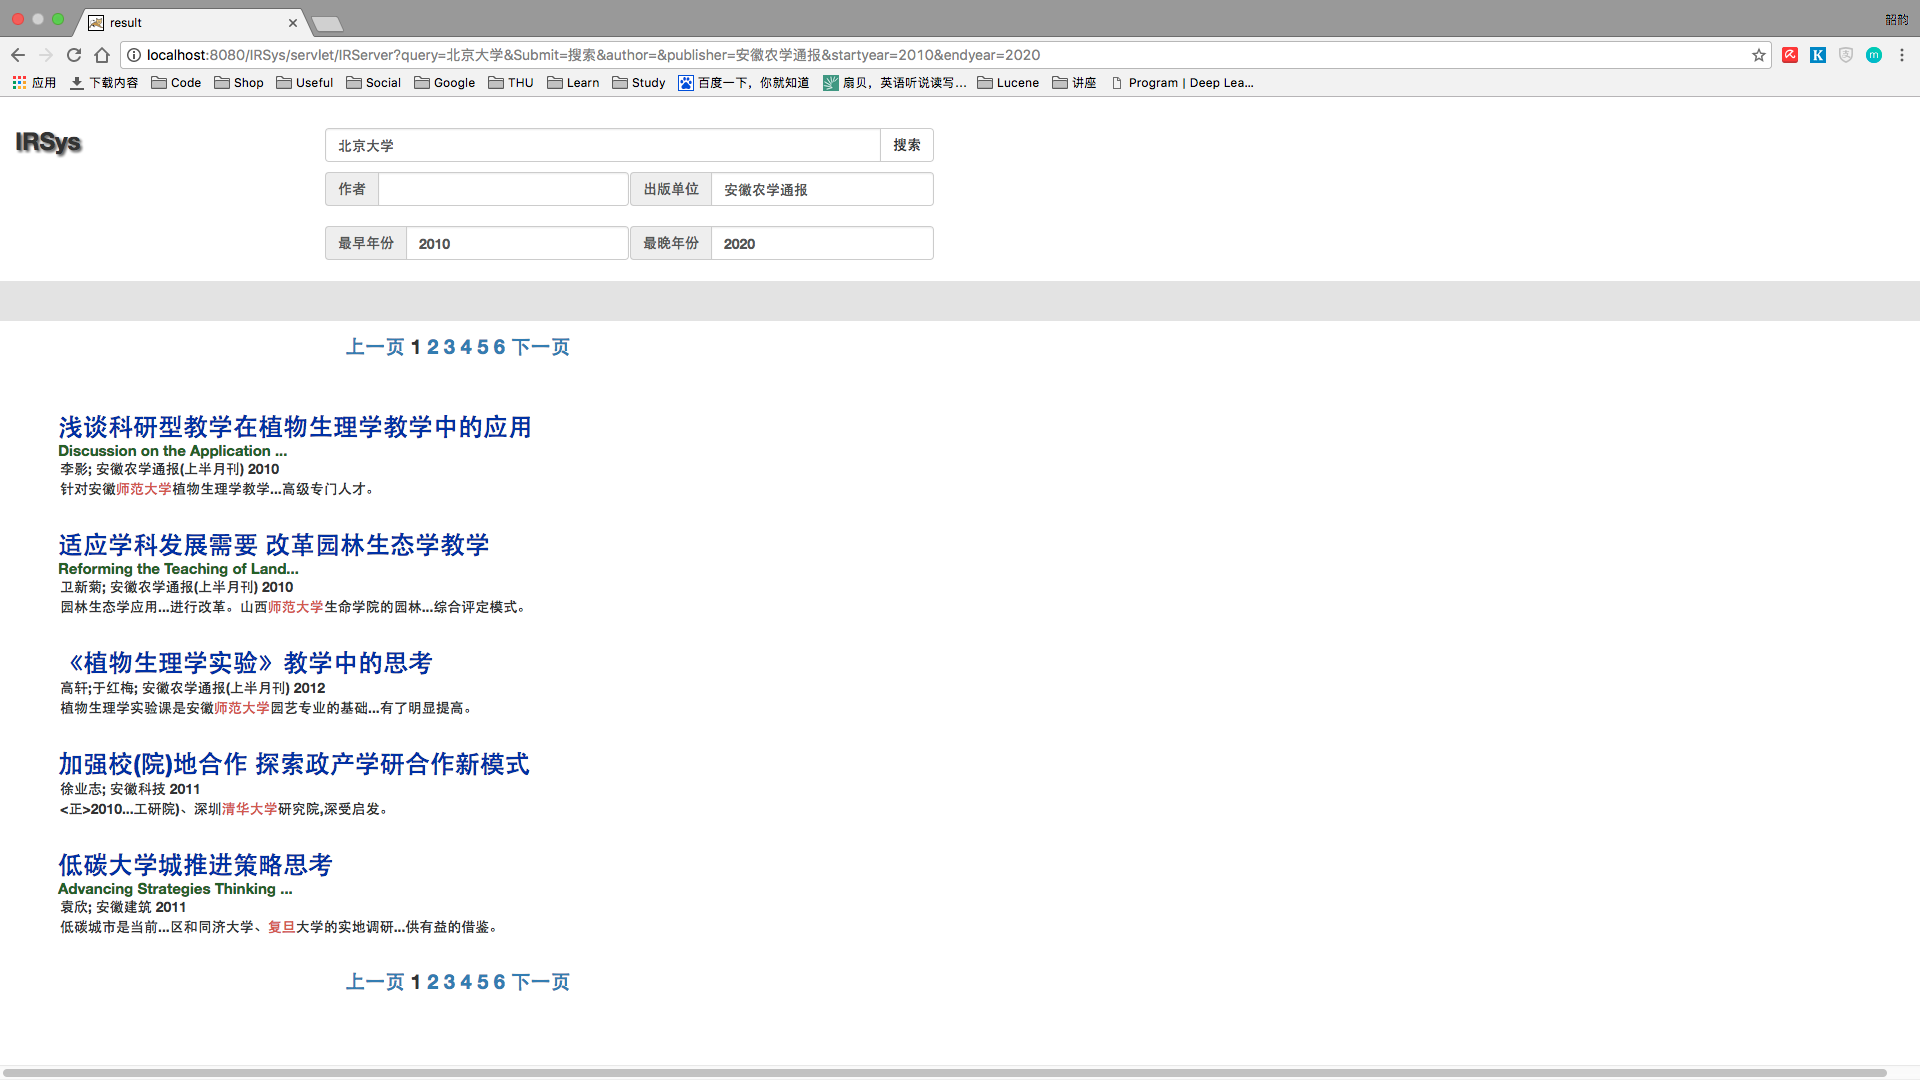 result
韶韵
localhost:8080/IRSys/servlet/IRServer?query=北京大学&Submit=搜索&author=&publisher=安徽农学通报&startyear=2010&endyear=2020
应用 下载内容 Code Shop Useful Social Google THU Learn Study 百度一下，你就知道 扇贝，英语听说读写... Lucene 讲座 Program | Deep Lea...
IRSys
北京大学 搜索
作者 出版单位 安徽农学通报
最早年份 2010 最晚年份 2020
上一页 1 2 3 4 5 6 下一页
浅谈科研型教学在植物生理学教学中的应用
Discussion on the Application ...
李影; 安徽农学通报(上半月刊) 2010
针对安徽师范大学植物生理学教学...高级专门人才。
适应学科发展需要 改革园林生态学教学
Reforming the Teaching of Land...
卫新菊; 安徽农学通报(上半月刊) 2010
园林生态学应用...进行改革。山西师范大学生命学院的园林...综合评定模式。
《植物生理学实验》教学中的思考
高轩;于红梅; 安徽农学通报(上半月刊) 2012
植物生理学实验课是安徽师范大学园艺专业的基础...有了明显提高。
加强校(院)地合作 探索政产学研合作新模式
徐业志; 安徽科技 2011
<正>2010...工研院)、深圳清华大学研究院,深受启发。
低碳大学城推进策略思考
Advancing Strategies Thinking ...
袁欣; 安徽建筑 2011
低碳城市是当前...区和同济大学、复旦大学的实地调研...供有益的借鉴。
上一页 1 2 3 4 5 6 下一页